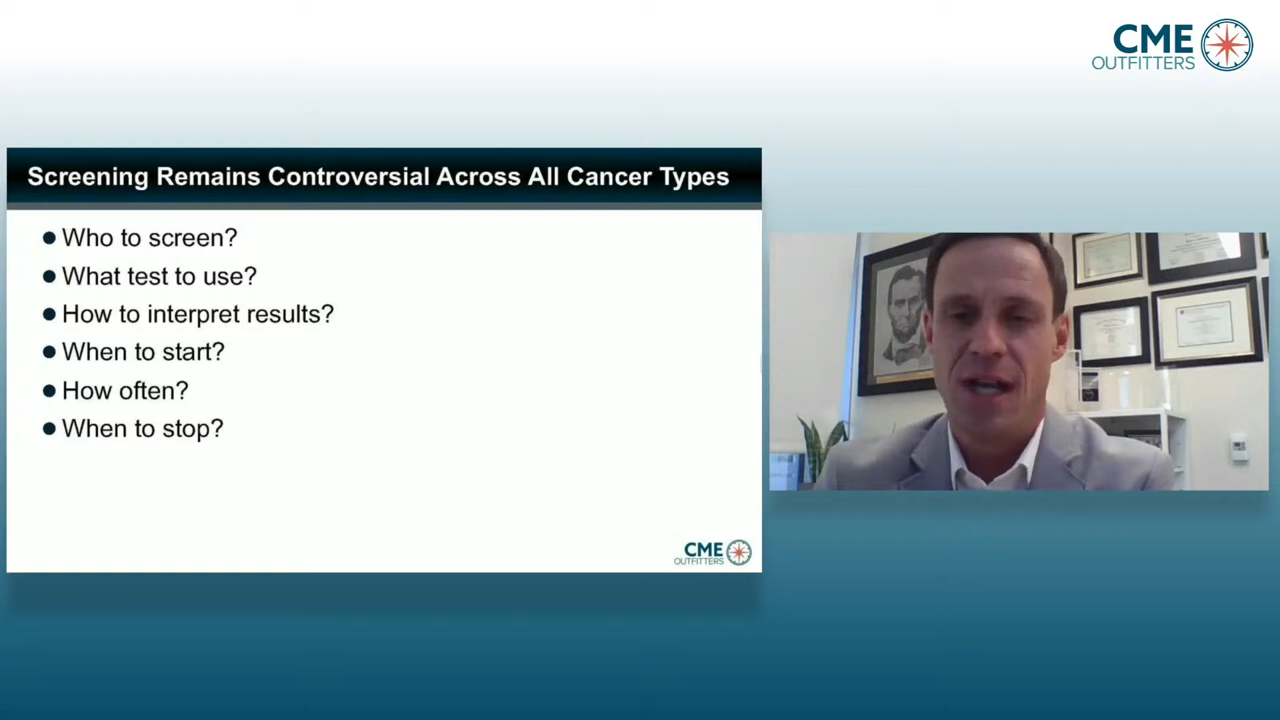 CME
OUTFITTERS
Screening Remains Controversial Across All Cancer Types
● Who to screen?
● What test to use?
● How to interpret results?
● When to start?
● How often?
● When to stop?
CME
OUTFITTERS